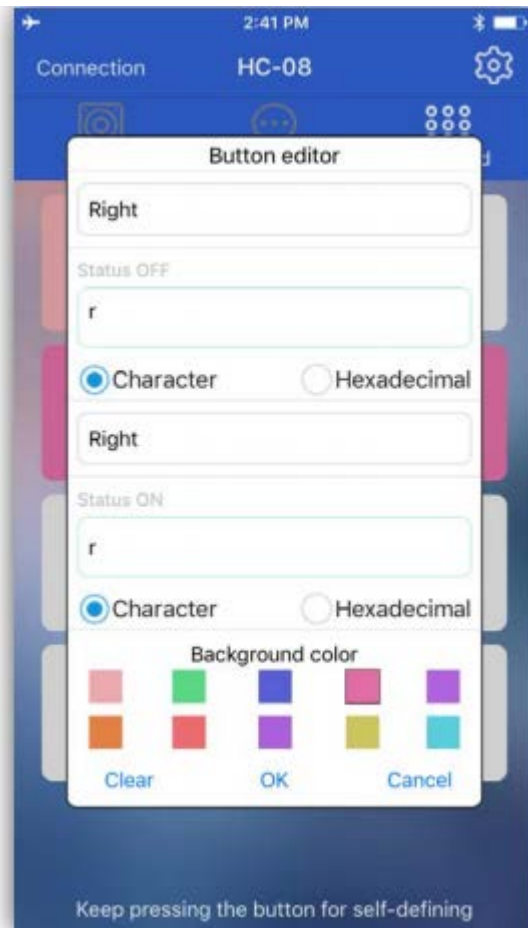 2:41 PM
Connection HC-08
Button editor
Right
Status OFF
r
Character Hexadecimal
Right
Status ON
r
Character Hexadecimal
Background color
Clear OK Cancel
Keep pressing the button for self-defining